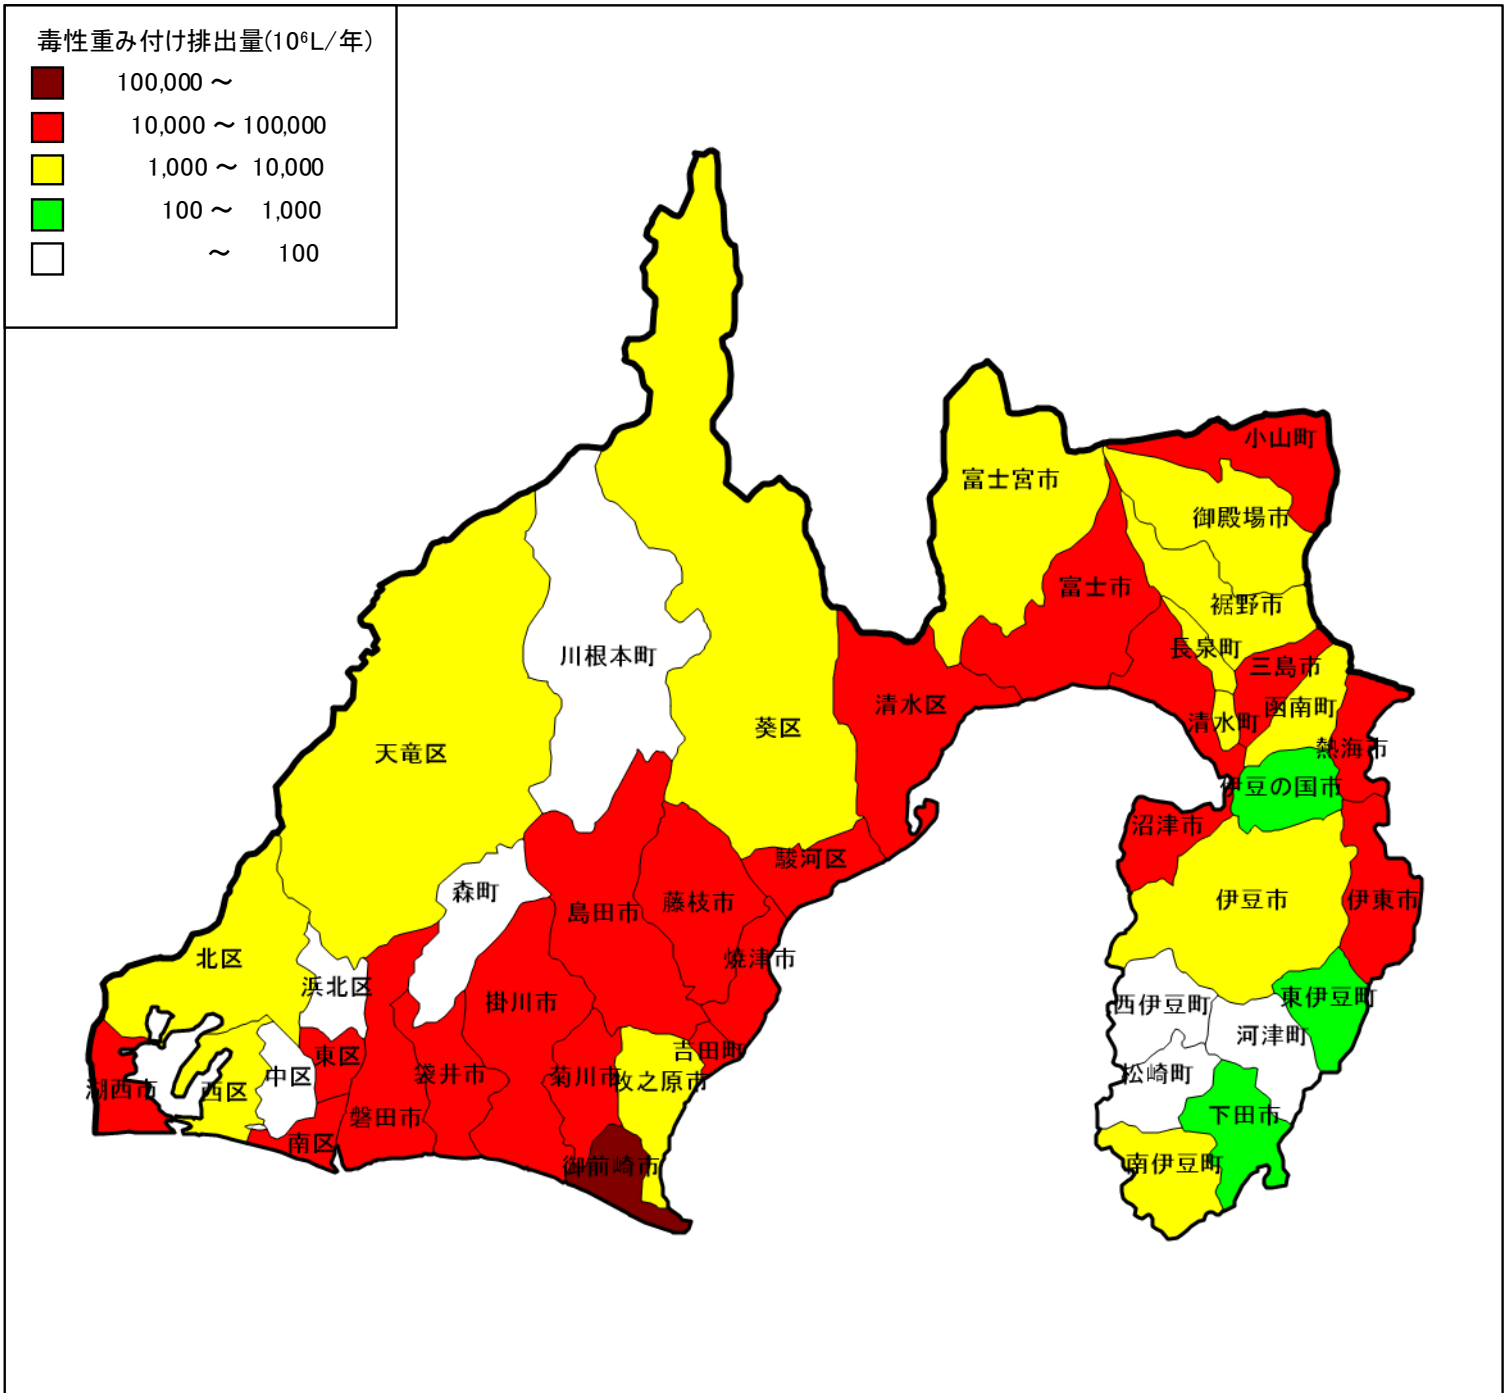 毒性重み付け排出量(10⁶L/年)
100,000 ～
10,000 ～ 100,000
1,000 ～ 10,000
100 ～ 1,000
～ 100
小山町
富士宮市
御殿場市
富士市
裾野市
長泉町
川根本町
三島市
清水区
函南町
清水町
葵区
熱海市
天竜区
伊豆の国市
沼津市
駿河区
森町
伊豆市
藤枝市
伊東市
島田市
焼津市
北区
浜北区
掛川市
東伊豆町
西伊豆町
河津町
吉田町
東区
袋井市
菊川市
牧之原市
中区
西区
湖西市
松崎町
磐田市
下田市
南区
御前崎市
南伊豆町